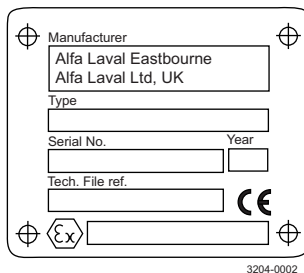 Manufacturer
Alfa Laval Eastbourne
Alfa Laval Ltd, UK
Type
Serial No.
Year
Tech. File ref.
CE
Ex
3204-0002